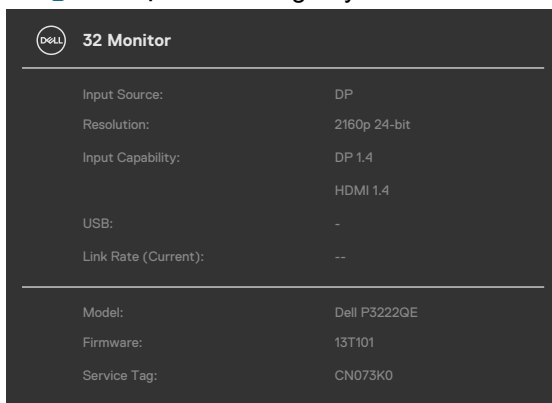 DELL 32 Monitor
Input Source: DP
Resolution: 2160p 24-bit
Input Capability: DP 1.4
HDMI 1.4
USB: -
Link Rate (Current): --
Model: Dell P3222QE
Firmware: 13T101
Service Tag: CN073K0